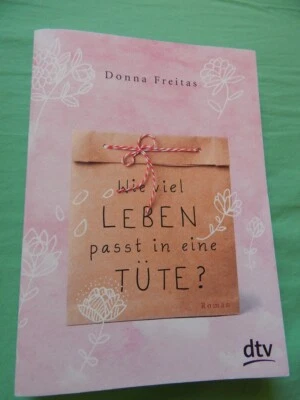 Donna Freitas
Wie viel
LEBEN
passt in eine
TÜTE?
Roman
dtv